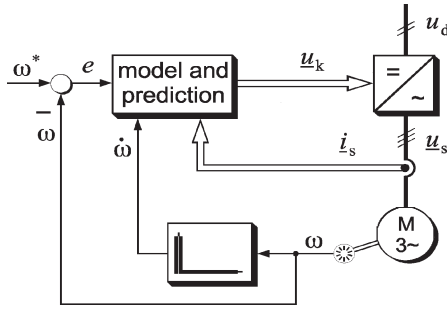 u_d
ω* e model and u_k = 
prediction ~
− ω ω̇ i_s u_s
ω M
3~